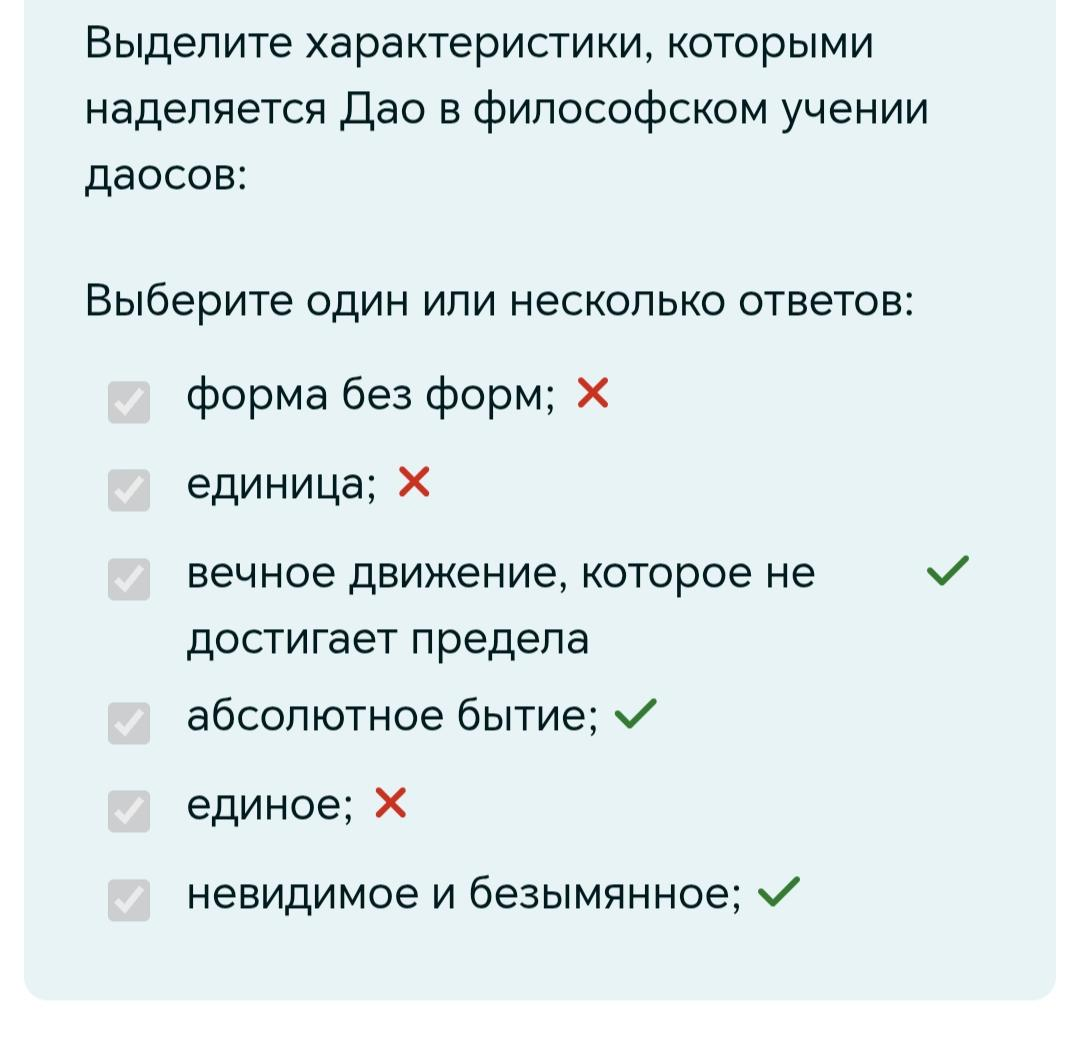 Выделите характеристики, которыми
наделяется Дао в философском учении
даосов:
Выберите один или несколько ответов:
форма без форм;
единица;
вечное движение, которое не
достигает предела
абсолютное бытие;
единое;
невидимое и безымянное;